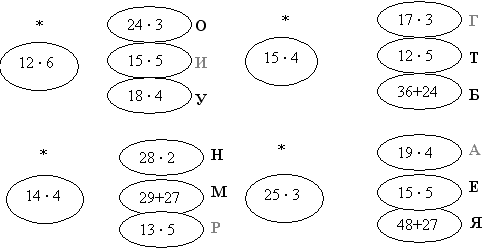 *
12 · 6
24 · 3 О
15 · 5 И
18 · 4 У
*
15 · 4
17 · 3 Г
12 · 5 Т
36+24 Б
*
14 · 4
28 · 2 Н
29+27 М
13 · 5 Р
*
25 · 3
19 · 4 А
15 · 5 Е
48+27 Я